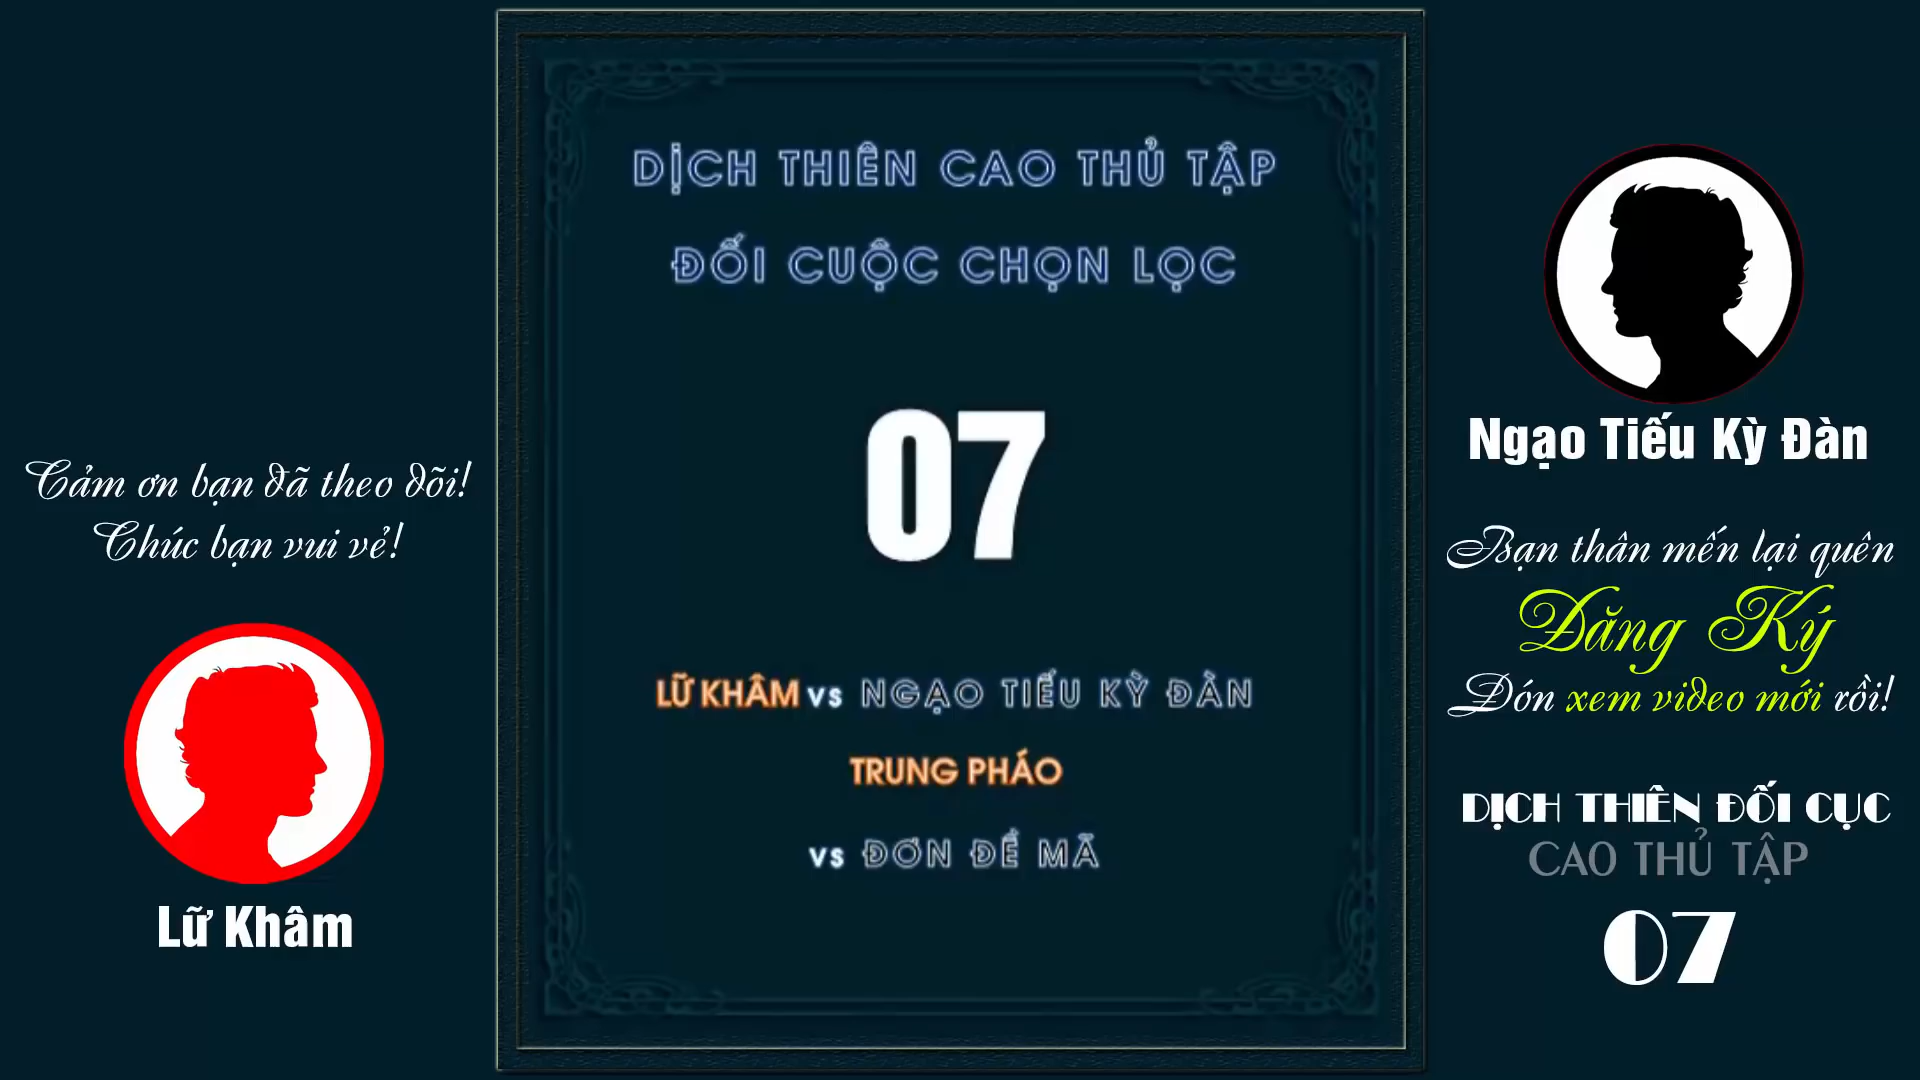 Cảm ơn bạn đã theo dõi!
Chúc bạn vui vẻ!
Lữ Khâm
DỊCH THIÊN CAO THỦ TẬP
ĐỐI CUỘC CHỌN LỌC
07
LỮ KHÂM vs NGẠO TIẾU KỲ ĐÀN
TRUNG PHÁO
vs ĐƠN ĐỀ MÃ
Ngạo Tiếu Kỳ Đàn
Bạn thân mến lại quên
Đăng Ký
Đón xem video mới rồi!
DỊCH THIÊN ĐỐI CỤC
CAO THỦ TẬP
07